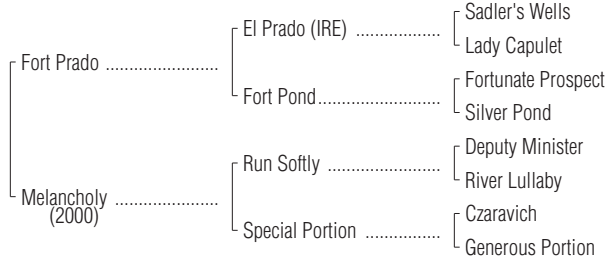 Sadler's Wells
El Prado (IRE) ..................
Lady Capulet
Fort Prado ........................
Fortunate Prospect
Fort Pond..........................
Silver Pond
Deputy Minister
Run Softly ........................
River Lullaby
Melancholy ......................
(2000)
Czaravich
Special Portion ................
Generous Portion